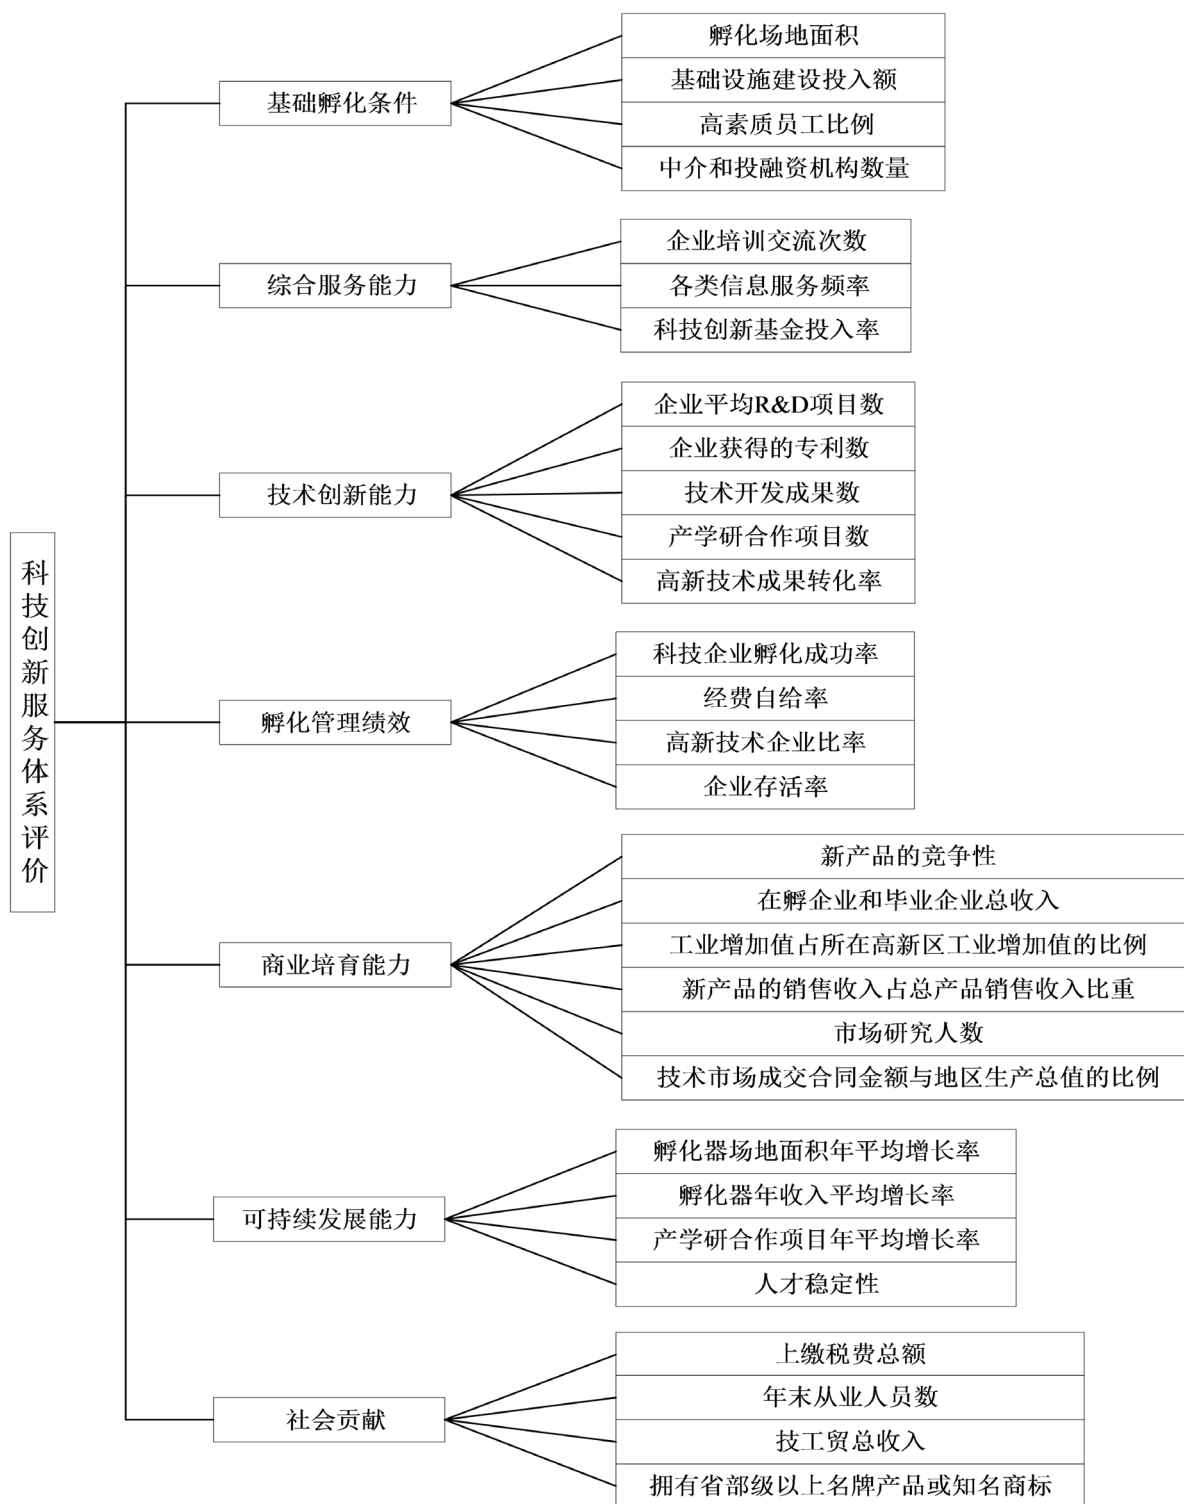 科技创新服务体系评价
基础孵化条件
孵化场地面积
基础设施建设投入额
高素质员工比例
中介和投融资机构数量
综合服务能力
企业培训交流次数
各类信息服务频率
科技创新基金投入率
技术创新能力
企业平均R&D项目数
企业获得的专利数
技术开发成果数
产学研合作项目数
高新技术成果转化率
孵化管理绩效
科技企业孵化成功率
经费自给率
高新技术企业比率
企业存活率
商业培育能力
新产品的竞争性
在孵企业和毕业企业总收入
工业增加值占所在高新区工业增加值的比例
新产品的销售收入占总产品销售收入比重
市场研究人数
技术市场成交合同金额与地区生产总值的比例
可持续发展能力
孵化器场地面积年平均增长率
孵化器年收入平均增长率
产学研合作项目年平均增长率
人才稳定性
社会贡献
上缴税费总额
年末从业人员数
技工贸总收入
拥有省部级以上名牌产品或知名商标